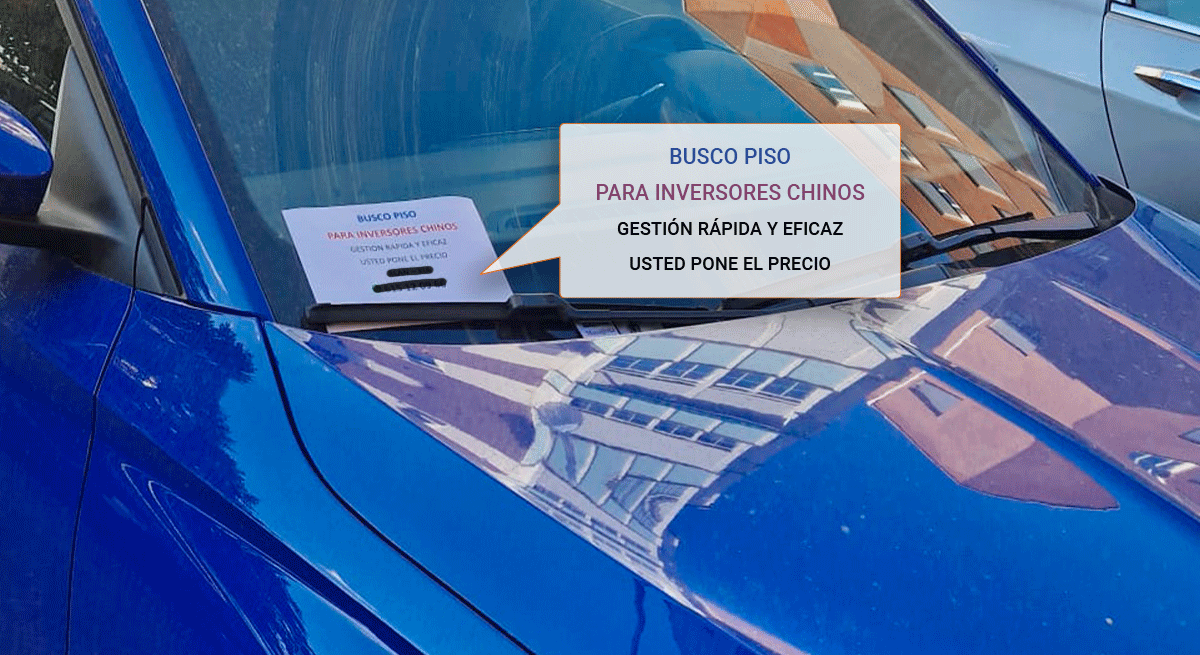 BUSCO PISO
PARA INVERSORES CHINOS
GESTIÓN RÁPIDA Y EFICAZ
USTED PONE EL PRECIO
BUSCO PISO
PARA INVERSORES CHINOS
GESTIÓN RÁPIDA Y EFICAZ
USTED PONE EL PRECIO